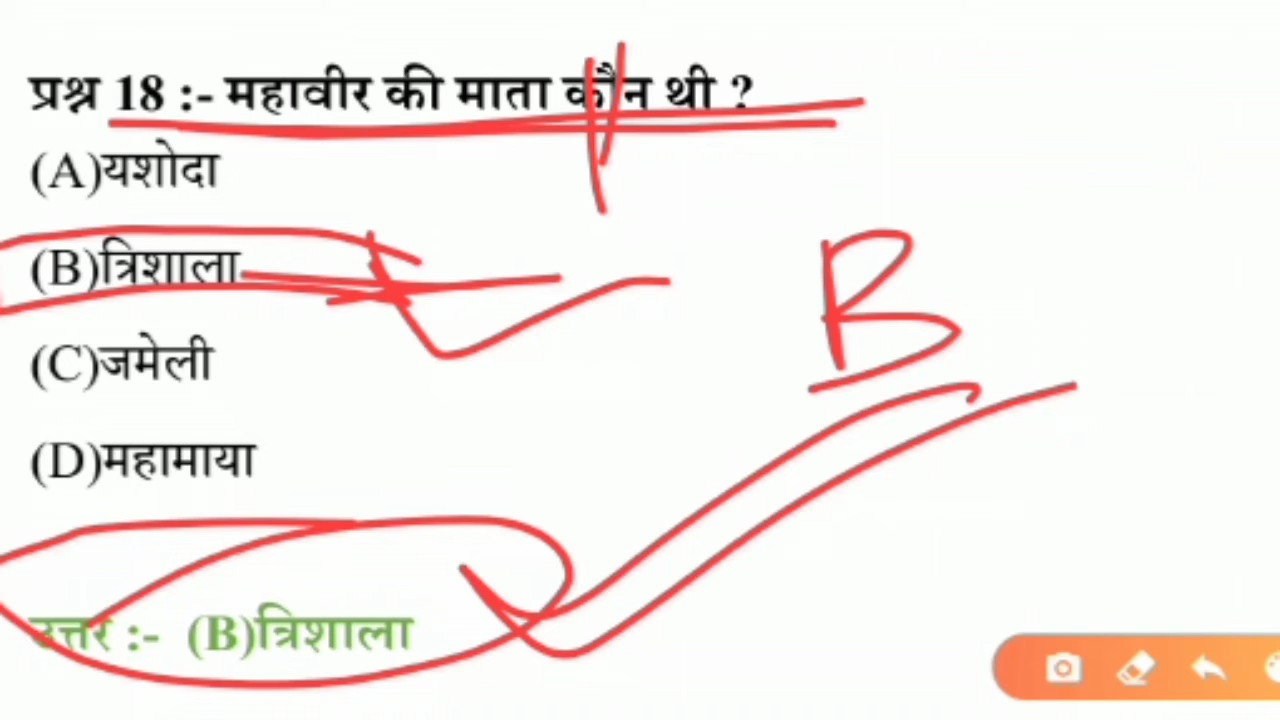 प्रश्न 18 :- महावीर की माता कौन थी ?
(A)यशोदा
(B)त्रिशाला
B
(C)जमेली
(D)महामाया
उत्तर :- (B)त्रिशाला